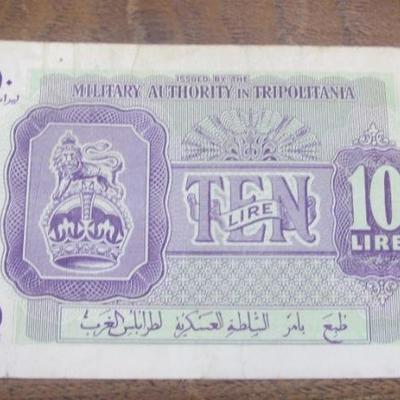 ISSUED BY THE
MILITARY AUTHORITY IN TRIPOLITANIA
TEN
LIRE
10
LIRE
طبع بامر السلطة العسكرية لطرابلس الغرب